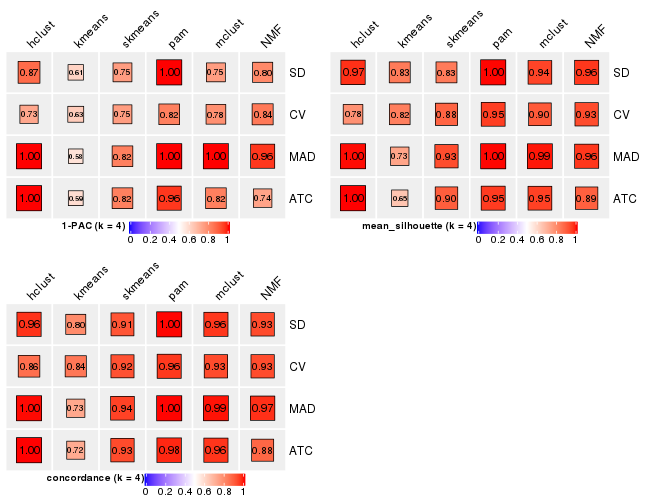 hclust kmeans skmeans pam mclust NMF
0.87 0.61 0.75 1.00 0.75 0.80 SD
0.73 0.63 0.75 0.82 0.78 0.84 CV
1.00 0.58 0.82 1.00 1.00 0.96 MAD
1.00 0.59 0.82 0.96 0.82 0.74 ATC
1-PAC (k = 4)
0 0.2 0.4 0.6 0.8 1
hclust kmeans skmeans pam mclust NMF
0.97 0.83 0.83 1.00 0.94 0.96 SD
0.78 0.82 0.88 0.95 0.90 0.93 CV
1.00 0.73 0.93 1.00 0.99 0.96 MAD
1.00 0.65 0.90 0.95 0.95 0.89 ATC
mean_silhouette (k = 4)
0 0.2 0.4 0.6 0.8 1
hclust kmeans skmeans pam mclust NMF
0.96 0.80 0.91 1.00 0.96 0.93 SD
0.86 0.84 0.92 0.96 0.93 0.93 CV
1.00 0.73 0.94 1.00 0.99 0.97 MAD
1.00 0.72 0.93 0.98 0.96 0.88 ATC
concordance (k = 4)
0 0.2 0.4 0.6 0.8 1